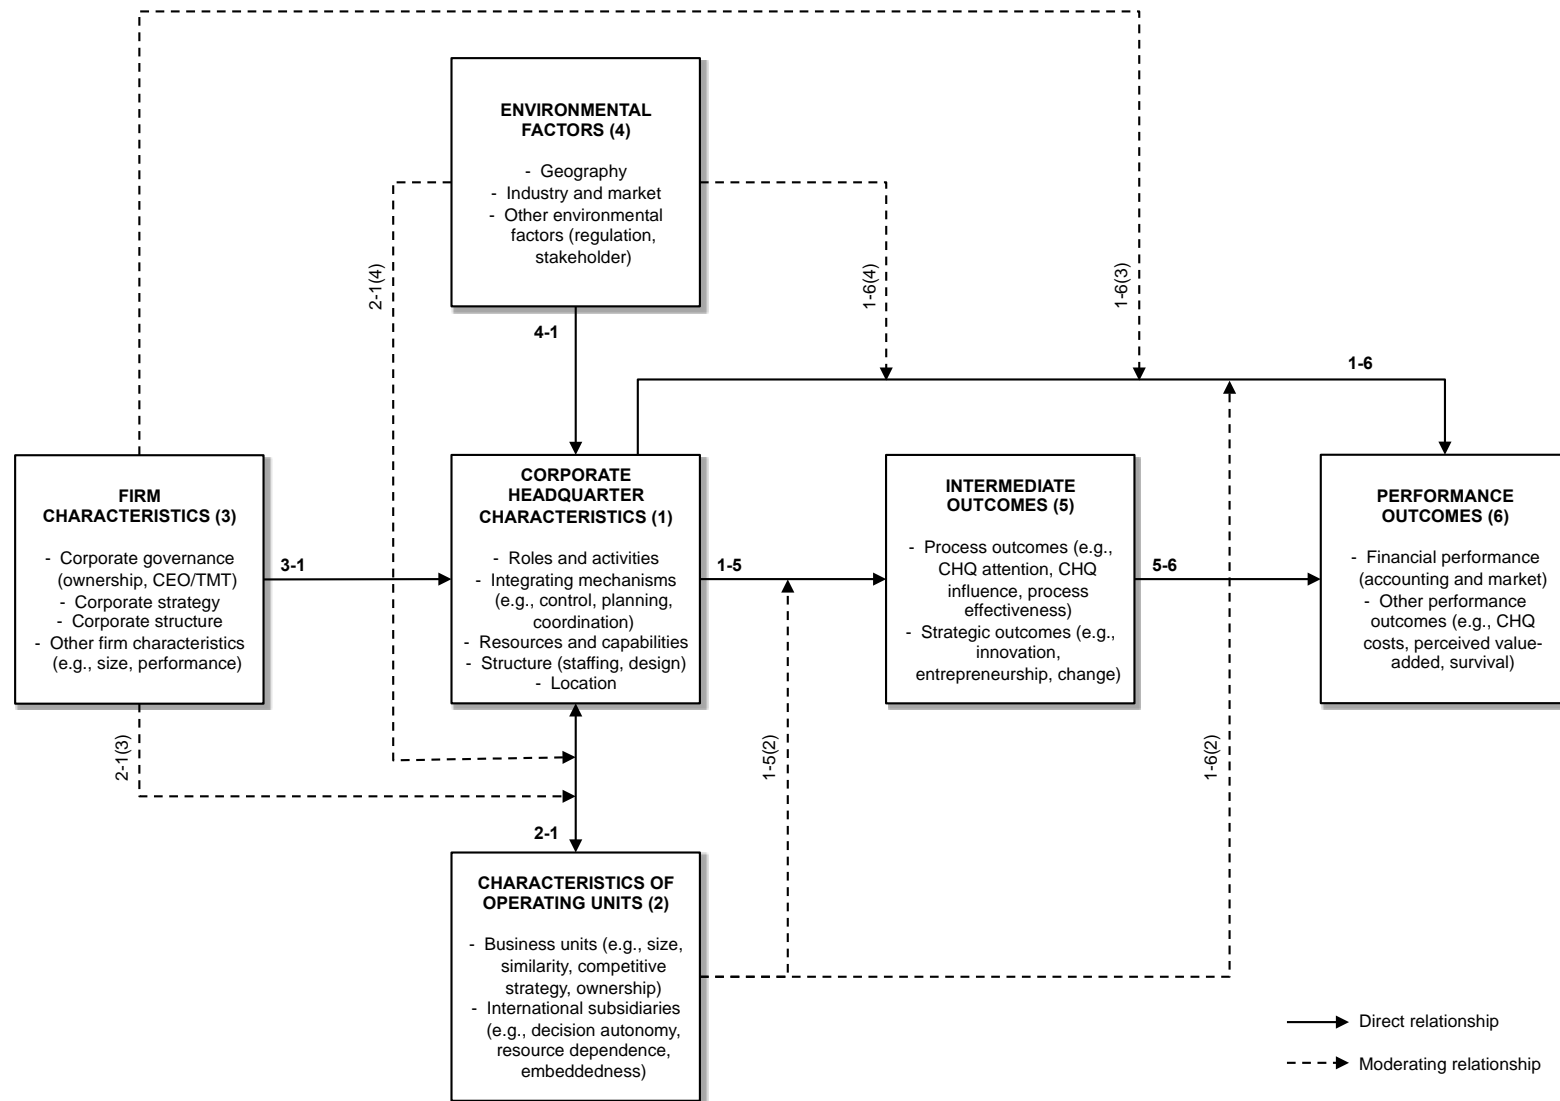 ENVIRONMENTAL
FACTORS (4)
- Geography
- Industry and market
- Other environmental
factors (regulation,
stakeholder)
2-1(4)
1-6(4)
1-6(3)
4-1
1-6
FIRM
CHARACTERISTICS (3)
- Corporate governance
(ownership, CEO/TMT)
- Corporate strategy
- Corporate structure
- Other firm characteristics
(e.g., size, performance)
3-1
CORPORATE
HEADQUARTER
CHARACTERISTICS (1)
- Roles and activities
- Integrating mechanisms
(e.g., control, planning,
coordination)
- Resources and capabilities
- Structure (staffing, design)
- Location
1-5
INTERMEDIATE
OUTCOMES (5)
- Process outcomes (e.g.,
CHQ attention, CHQ
influence, process
effectiveness)
- Strategic outcomes (e.g.,
innovation,
entrepreneurship, change)
5-6
PERFORMANCE
OUTCOMES (6)
- Financial performance
(accounting and market)
- Other performance
outcomes (e.g., CHQ
costs, perceived value-
added, survival)
2-1(3)
1-5(2)
1-6(2)
2-1
CHARACTERISTICS OF
OPERATING UNITS (2)
- Business units (e.g., size,
similarity, competitive
strategy, ownership)
- International subsidiaries
(e.g., decision autonomy,
resource dependence,
embeddedness)
Direct relationship
Moderating relationship